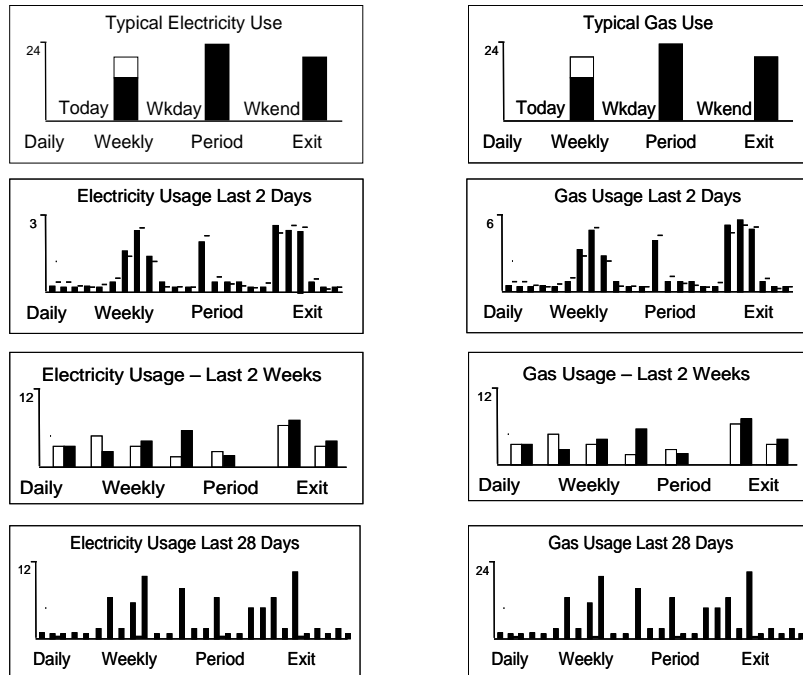 Typical Electricity Use
24
Today Wkday Wkend
Daily Weekly Period Exit
Typical Gas Use
24
Today Wkday Wkend
Daily Weekly Period Exit
Electricity Usage Last 2 Days
3
Daily Weekly Period Exit
Gas Usage Last 2 Days
6
Daily Weekly Period Exit
Electricity Usage – Last 2 Weeks
12
Daily Weekly Period Exit
Gas Usage – Last 2 Weeks
12
Daily Weekly Period Exit
Electricity Usage Last 28 Days
12
Daily Weekly Period Exit
Gas Usage Last 28 Days
24
Daily Weekly Period Exit